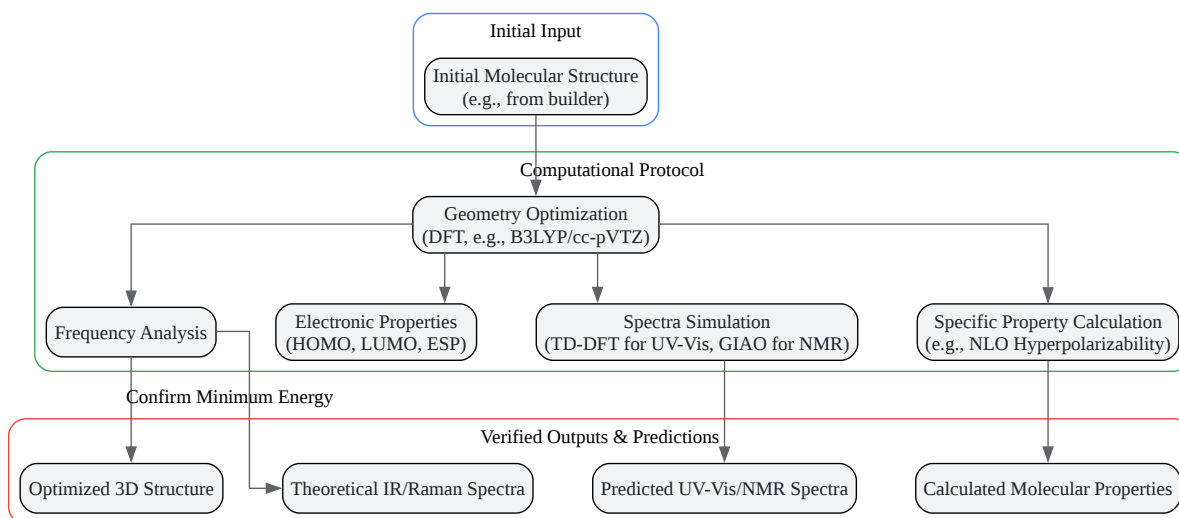 Initial Input
Initial Molecular Structure
(e.g., from builder)
Computational Protocol
Geometry Optimization
(DFT, e.g., B3LYP/cc-pVTZ)
Frequency Analysis
Electronic Properties
(HOMO, LUMO, ESP)
Spectra Simulation
(TD-DFT for UV-Vis, GIAO for NMR)
Specific Property Calculation
(e.g., NLO Hyperpolarizability)
Confirm Minimum Energy
Verified Outputs & Predictions
Optimized 3D Structure
Theoretical IR/Raman Spectra
Predicted UV-Vis/NMR Spectra
Calculated Molecular Properties